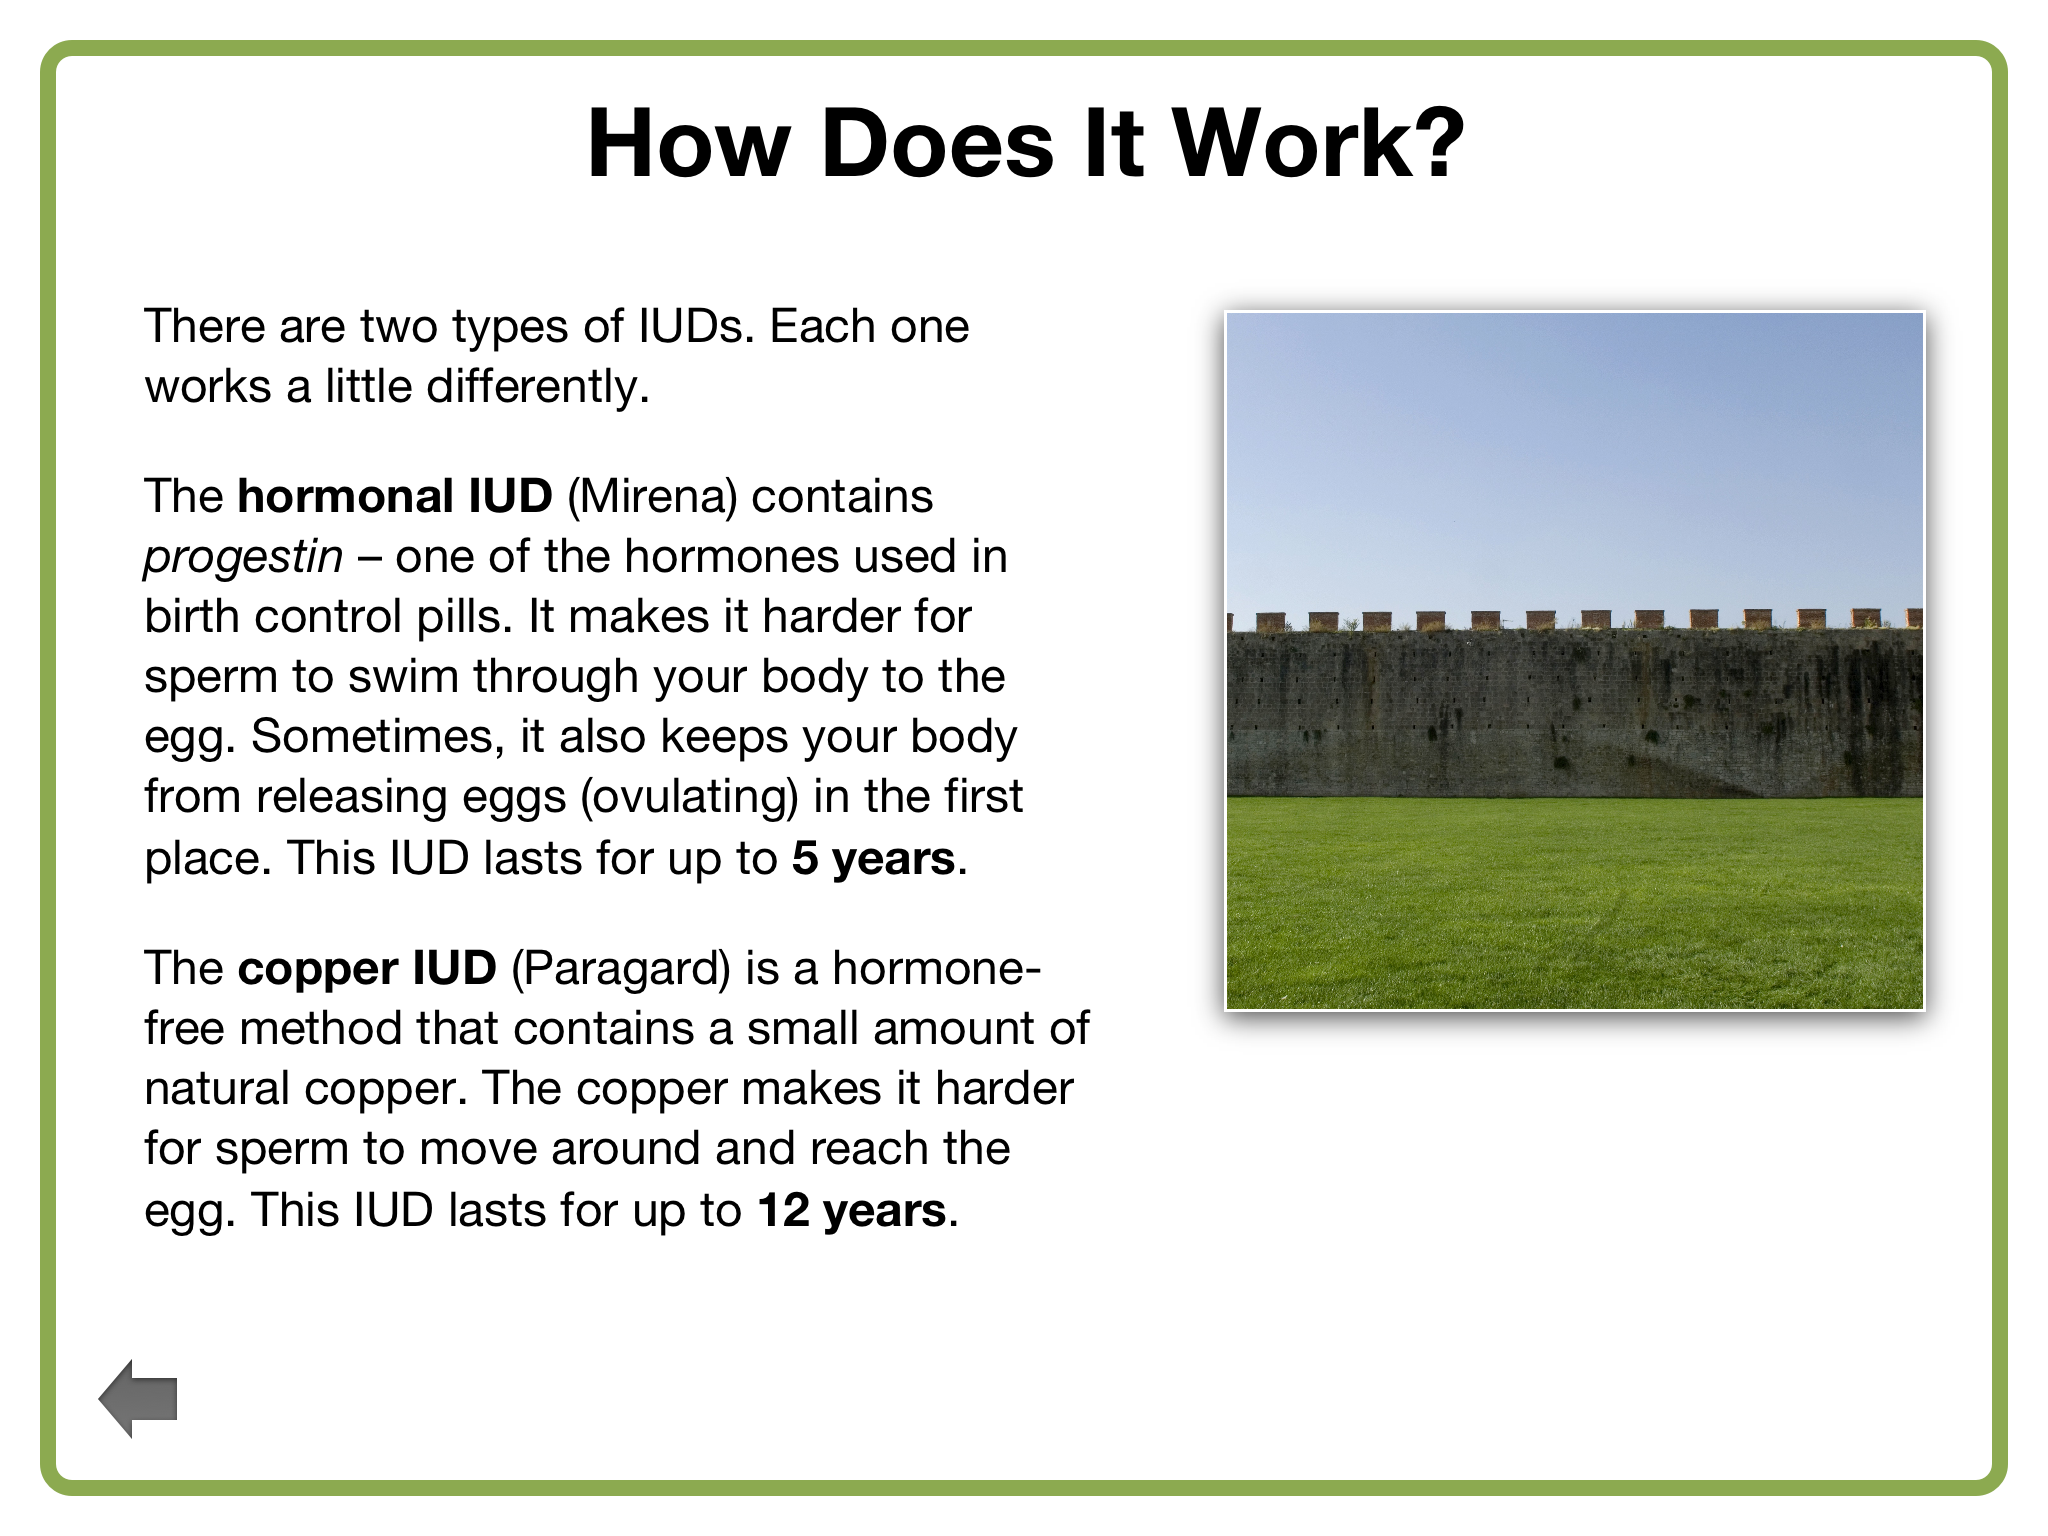 How Does It Work?
There are two types of IUDs. Each one
works a little differently.
The hormonal IUD (Mirena) contains
progestin – one of the hormones used in
birth control pills. It makes it harder for
sperm to swim through your body to the
egg. Sometimes, it also keeps your body
from releasing eggs (ovulating) in the first
place. This IUD lasts for up to 5 years.
The copper IUD (Paragard) is a hormone-
free method that contains a small amount of
natural copper. The copper makes it harder
for sperm to move around and reach the
egg. This IUD lasts for up to 12 years.